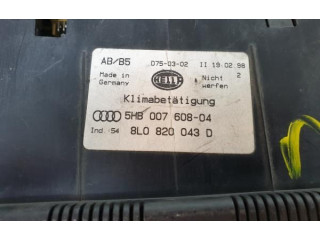 AB/B5 075-03-02 II 19.02.98
Made in Germany HELLA Nicht werfen 2
Klimabetätigung
5HB 007 608-04
Ind. 54 8L0 820 043 D